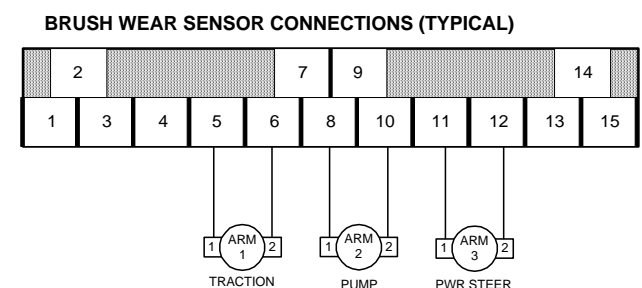 BRUSH WEAR SENSOR CONNECTIONS (TYPICAL)
2 7 9 14
1 3 4 5 6 8 10 11 12 13 15
1 ARM 1 2 1 ARM 2 2 1 ARM 3 2
TRACTION PUMP PWR STEER